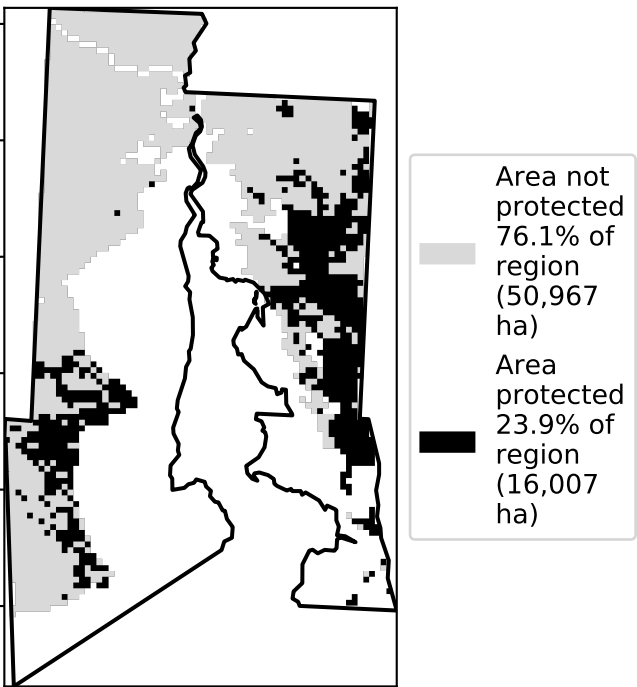 Area not
protected
76.1% of
region
(50,967
ha)
Area
protected
23.9% of
region
(16,007
ha)